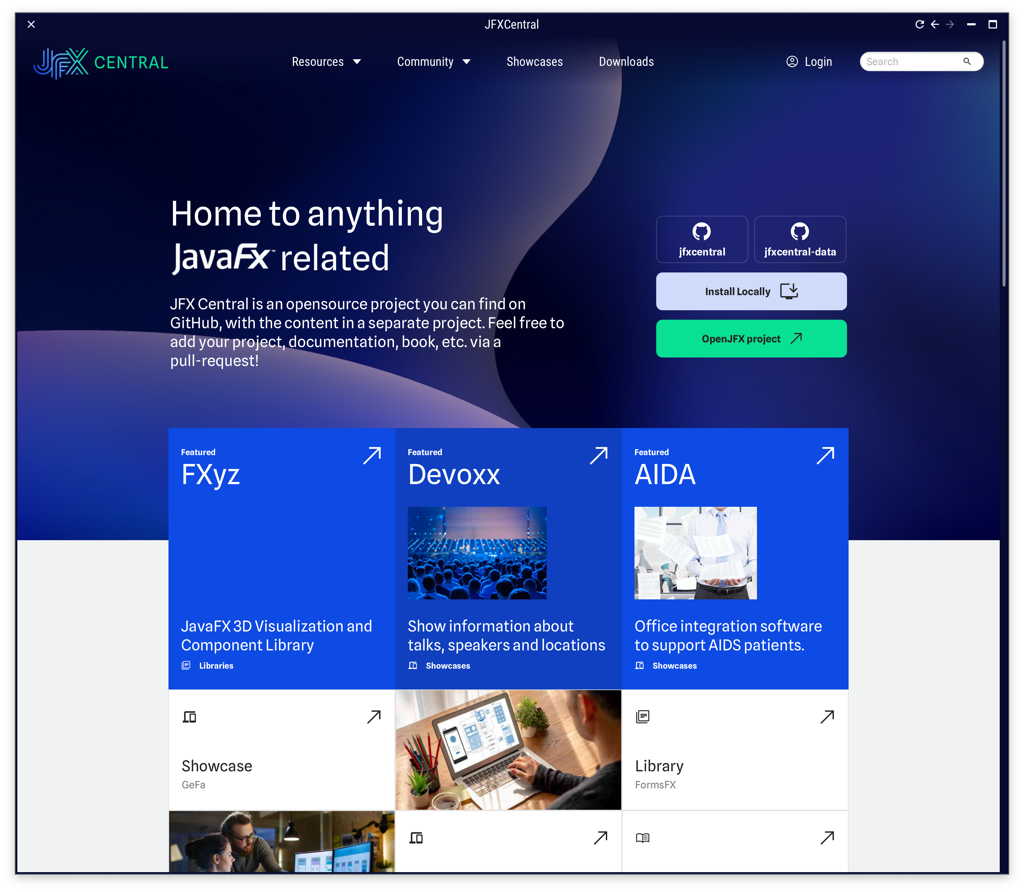 JFXCentral
JFX CENTRAL
Resources
Community
Showcases
Downloads
Login
Search
Home to anything
JavaFx™ related
JFX Central is an opensource project you can find on
GitHub, with the content in a separate project. Feel free to
add your project, documentation, book, etc. via a
pull-request!
jfxcentral
jfxcentral-data
Install Locally
OpenJFX project
Featured
FXyz
JavaFX 3D Visualization and
Component Library
Libraries
Featured
Devoxx
Show information about
talks, speakers and locations
Showcases
Featured
AIDA
Office integration software
to support AIDS patients.
Showcases
Showcase
GeFa
Library
FormsFX